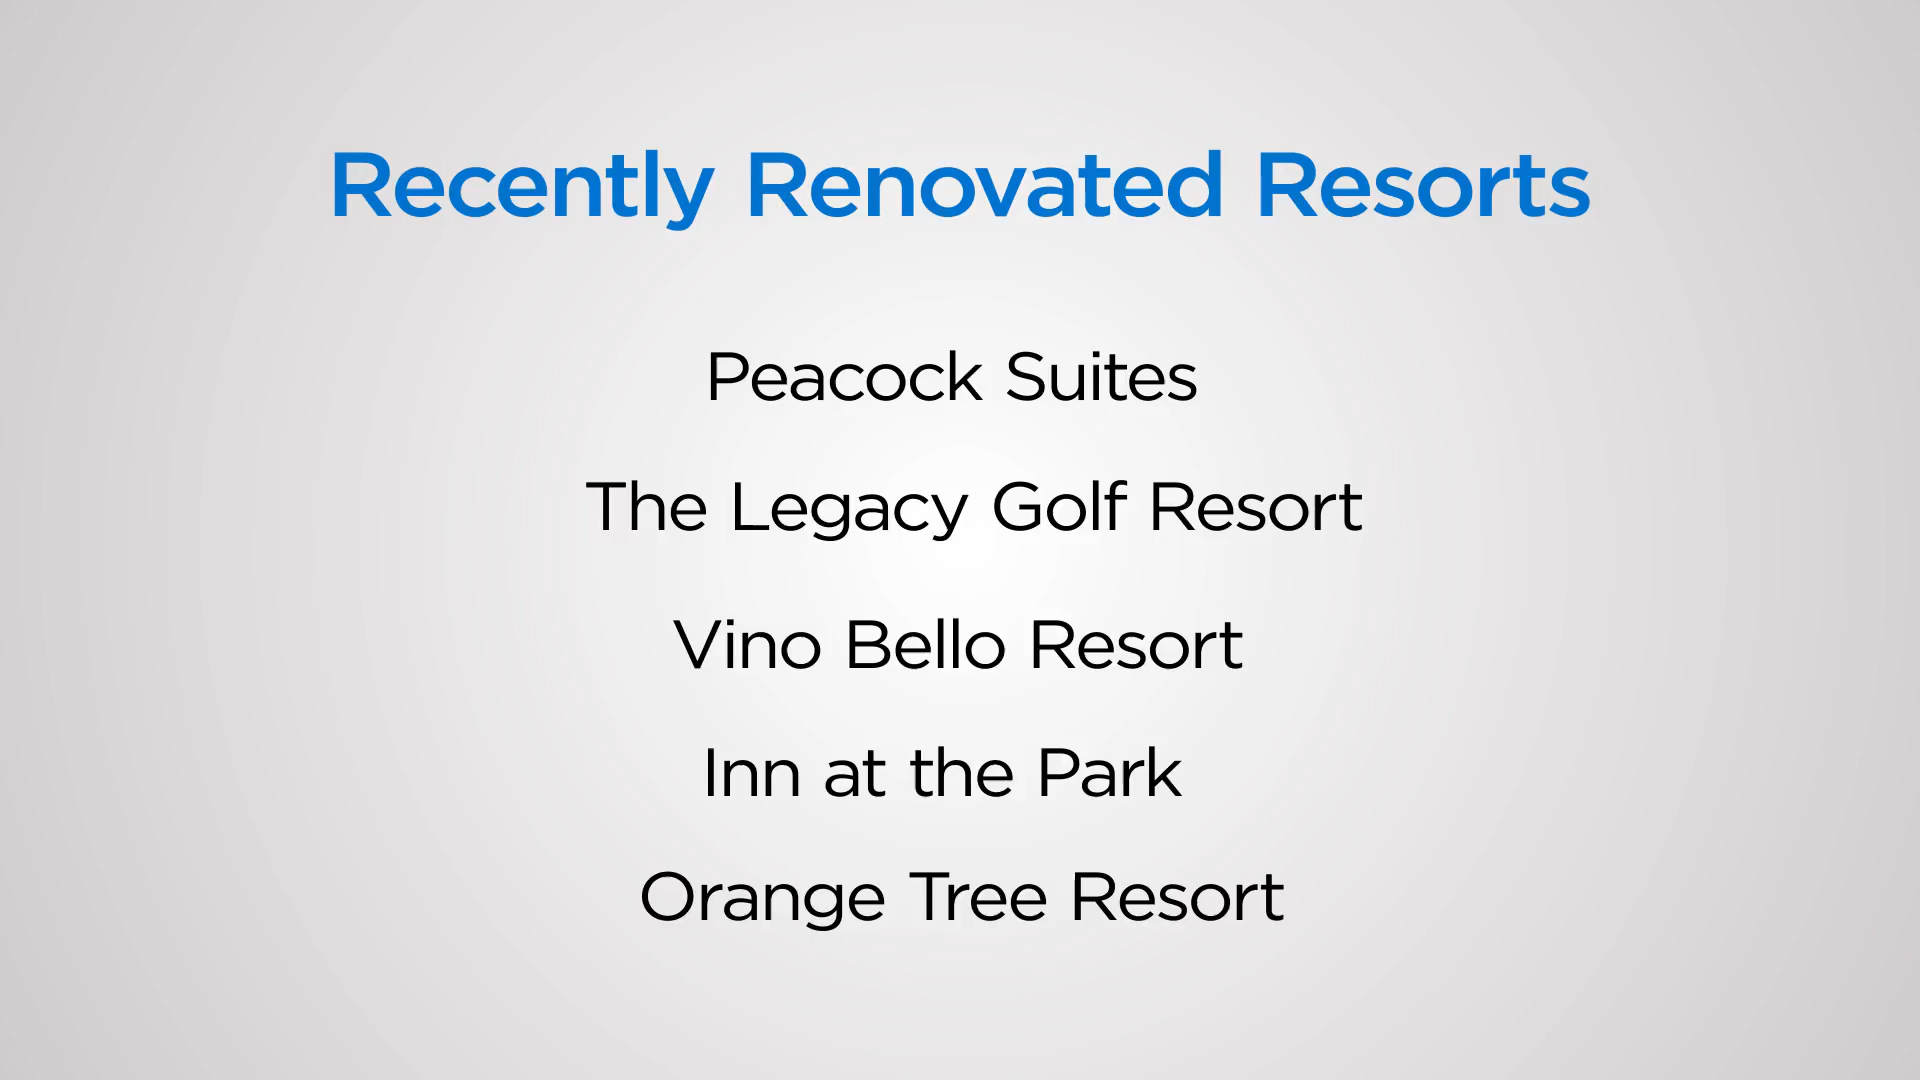 Recently Renovated Resorts
Peacock Suites
The Legacy Golf Resort
Vino Bello Resort
Inn at the Park
Orange Tree Resort